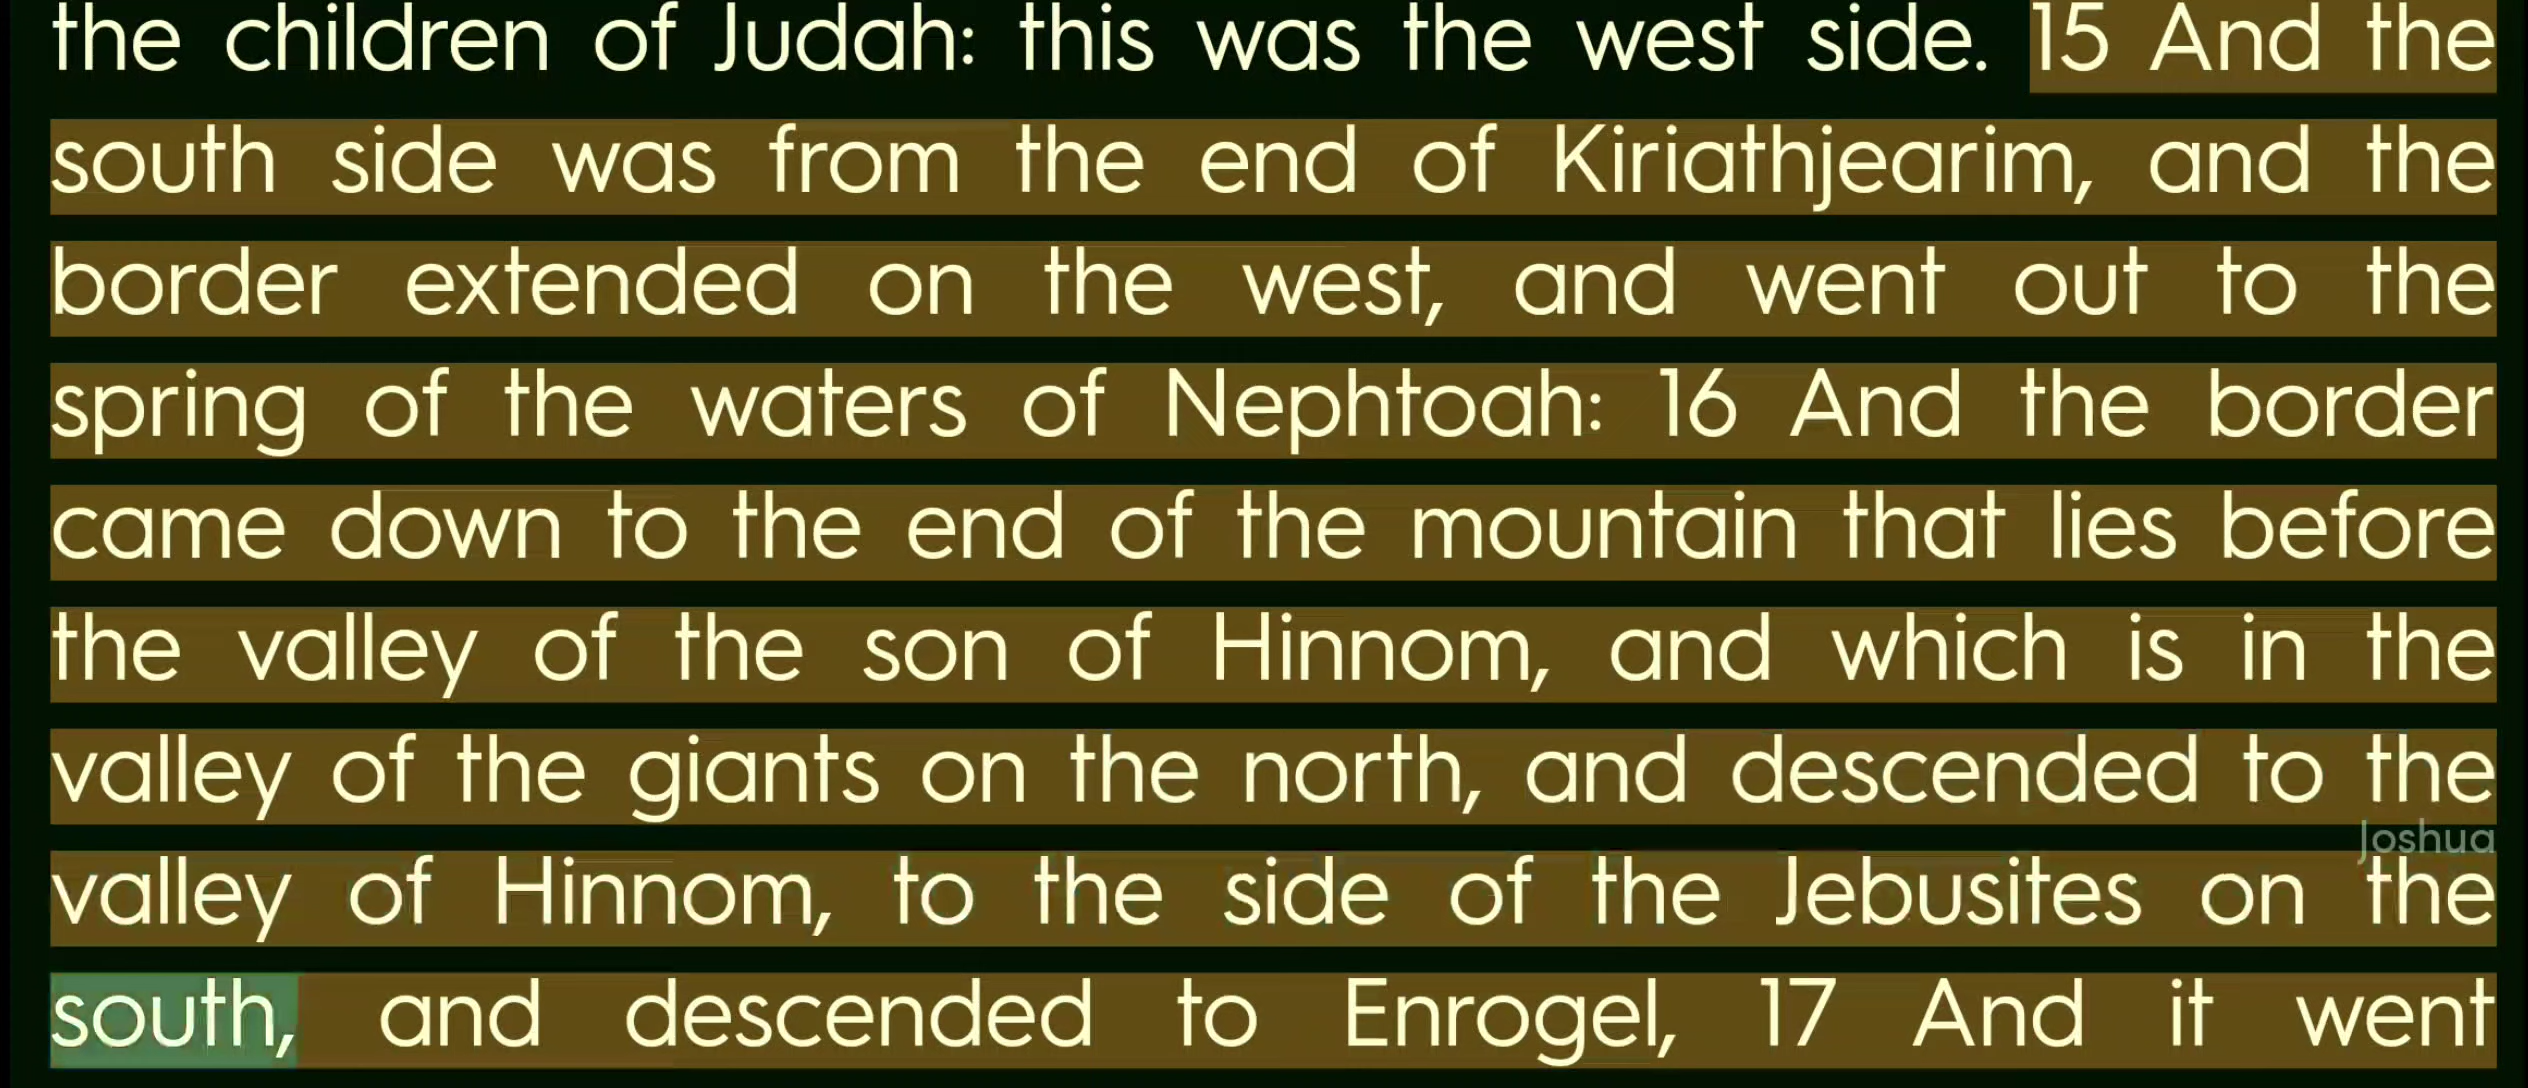 the children of Judah: this was the west side. 15 And the
south side was from the end of Kiriathjearim, and the
border extended on the west, and went out to the
spring of the waters of Nephtoah: 16 And the border
came down to the end of the mountain that lies before
the valley of the son of Hinnom, and which is in the
valley of the giants on the north, and descended to the
Joshua
valley of Hinnom, to the side of the Jebusites on the
south, and descended to Enrogel, 17 And it went